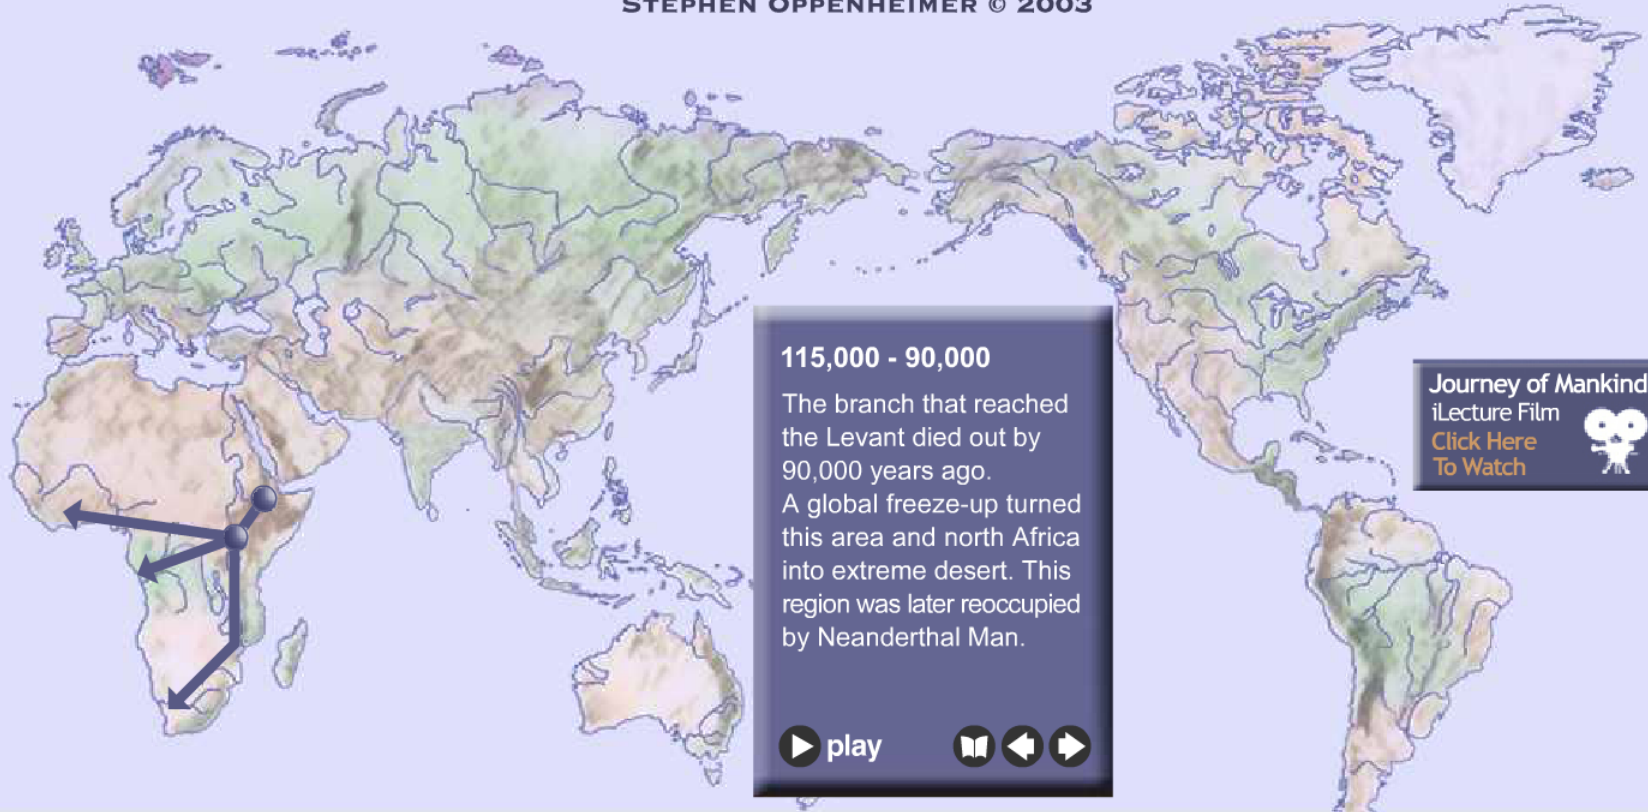 STEPHEN OPPENHEIMER © 2003
115,000 - 90,000
The branch that reached
the Levant died out by
90,000 years ago.
A global freeze-up turned
this area and north Africa
into extreme desert. This
region was later reoccupied
by Neanderthal Man.
play
Journey of Mankind
iLecture Film
Click Here
To Watch